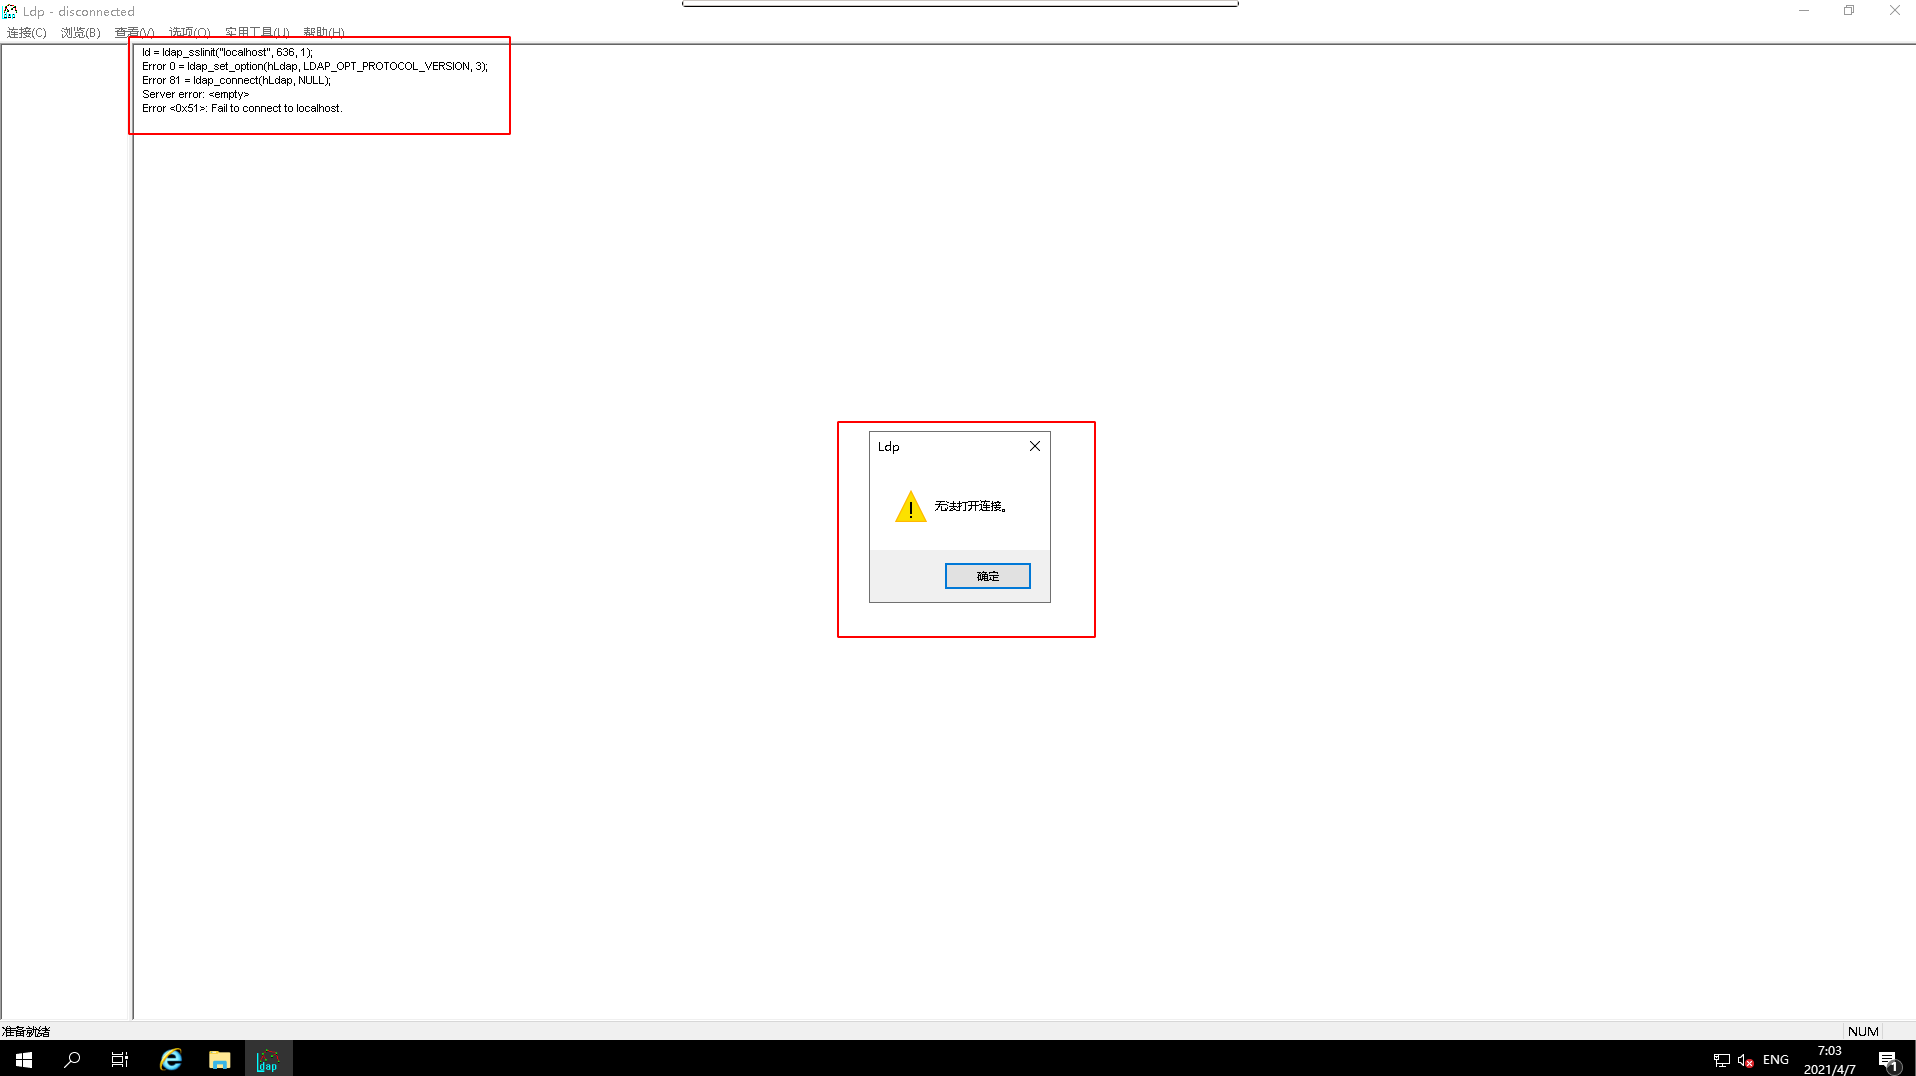 Ldp - disconnected
连接(C) 浏览(B) 查看(V) 选项(O) 实用工具(U) 帮助(H)
ld = ldap_sslinit("localhost", 636, 1);
Error 0 = ldap_set_option(hLdap, LDAP_OPT_PROTOCOL_VERSION, 3);
Error 81 = ldap_connect(hLdap, NULL);
Server error: <empty>
Error <0x51>: Fail to connect to localhost.
Ldp
无法打开连接。
确定
准备就绪
NUM
ldap
ENG
7:03
2021/4/7
1